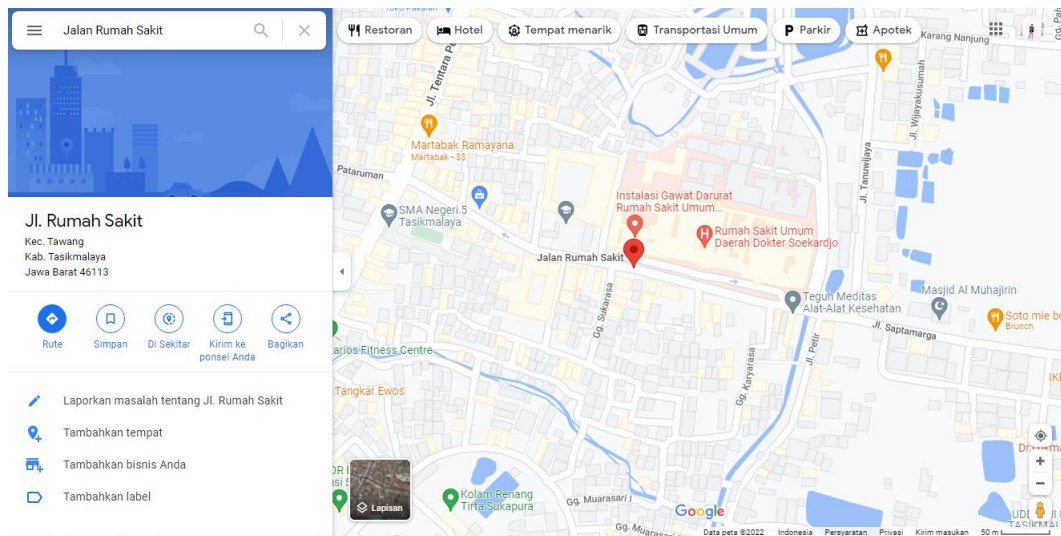 Jalan Rumah Sakit
Jl. Rumah Sakit
Kec. Tawang
Kab. Tasikmalaya
Jawa Barat 46113
Rute
Simpan
Di Sekitar
Kirim ke
ponsel Anda
Bagikan
Laporkan masalah tentang Jl. Rumah Sakit
Tambahkan tempat
Tambahkan bisnis Anda
Tambahkan label
Restoran
Hotel
Tempat menarik
Transportasi Umum
P Parkir
Apotek
Karang Nanjung
Jl. Tentara
Jl. Wijayakusumah
Martabak Ramayana
Martabak • $$
Jl. Tanuwijaya
Pataruman
SMA Negeri 5
Tasikmalaya
Instalasi Gawat Darurat
Rumah Sakit Umum...
H
Rumah Sakit Umum
Daerah Dokter Soekardjo
Jalan Rumah Sakit
Teguh Meditas
Alat-Alat Kesehatan
Masjid Al Muhajirin
Soto mie
Brunch
Gg. Sukarasa
Jl. Saptamarga
Jl. Petir
Fitness Centre
Gg. Karyarasa
Tangkar Ewos
Lapisan
Kolam Renang
Tirta Sukapura
Gg. Muarasari I
Google
Gg. Muarasari
Data peta ©2022
Indonesia
Persyaratan
Privasi
Kirim masukan
50 m